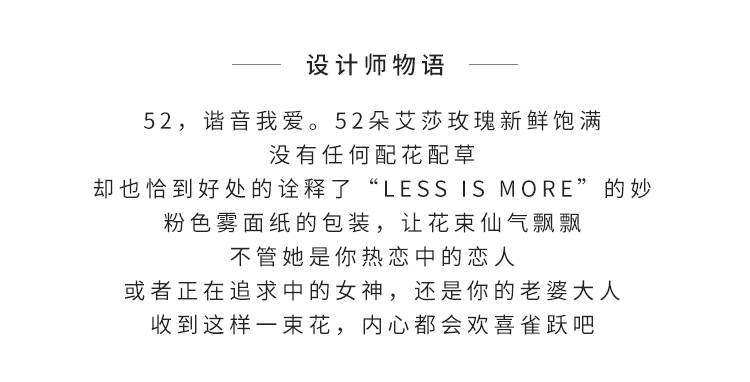 设计师物语
52，谐音我爱。52朵艾莎玫瑰新鲜饱满
没有任何配花配草
却也恰到好处的诠释了“LESS IS MORE”的妙
粉色雾面纸的包装，让花束仙气飘飘
不管她是你热恋中的恋人
或者正在追求中的女神，还是你的老婆大人
收到这样一束花，内心都会欢喜雀跃吧